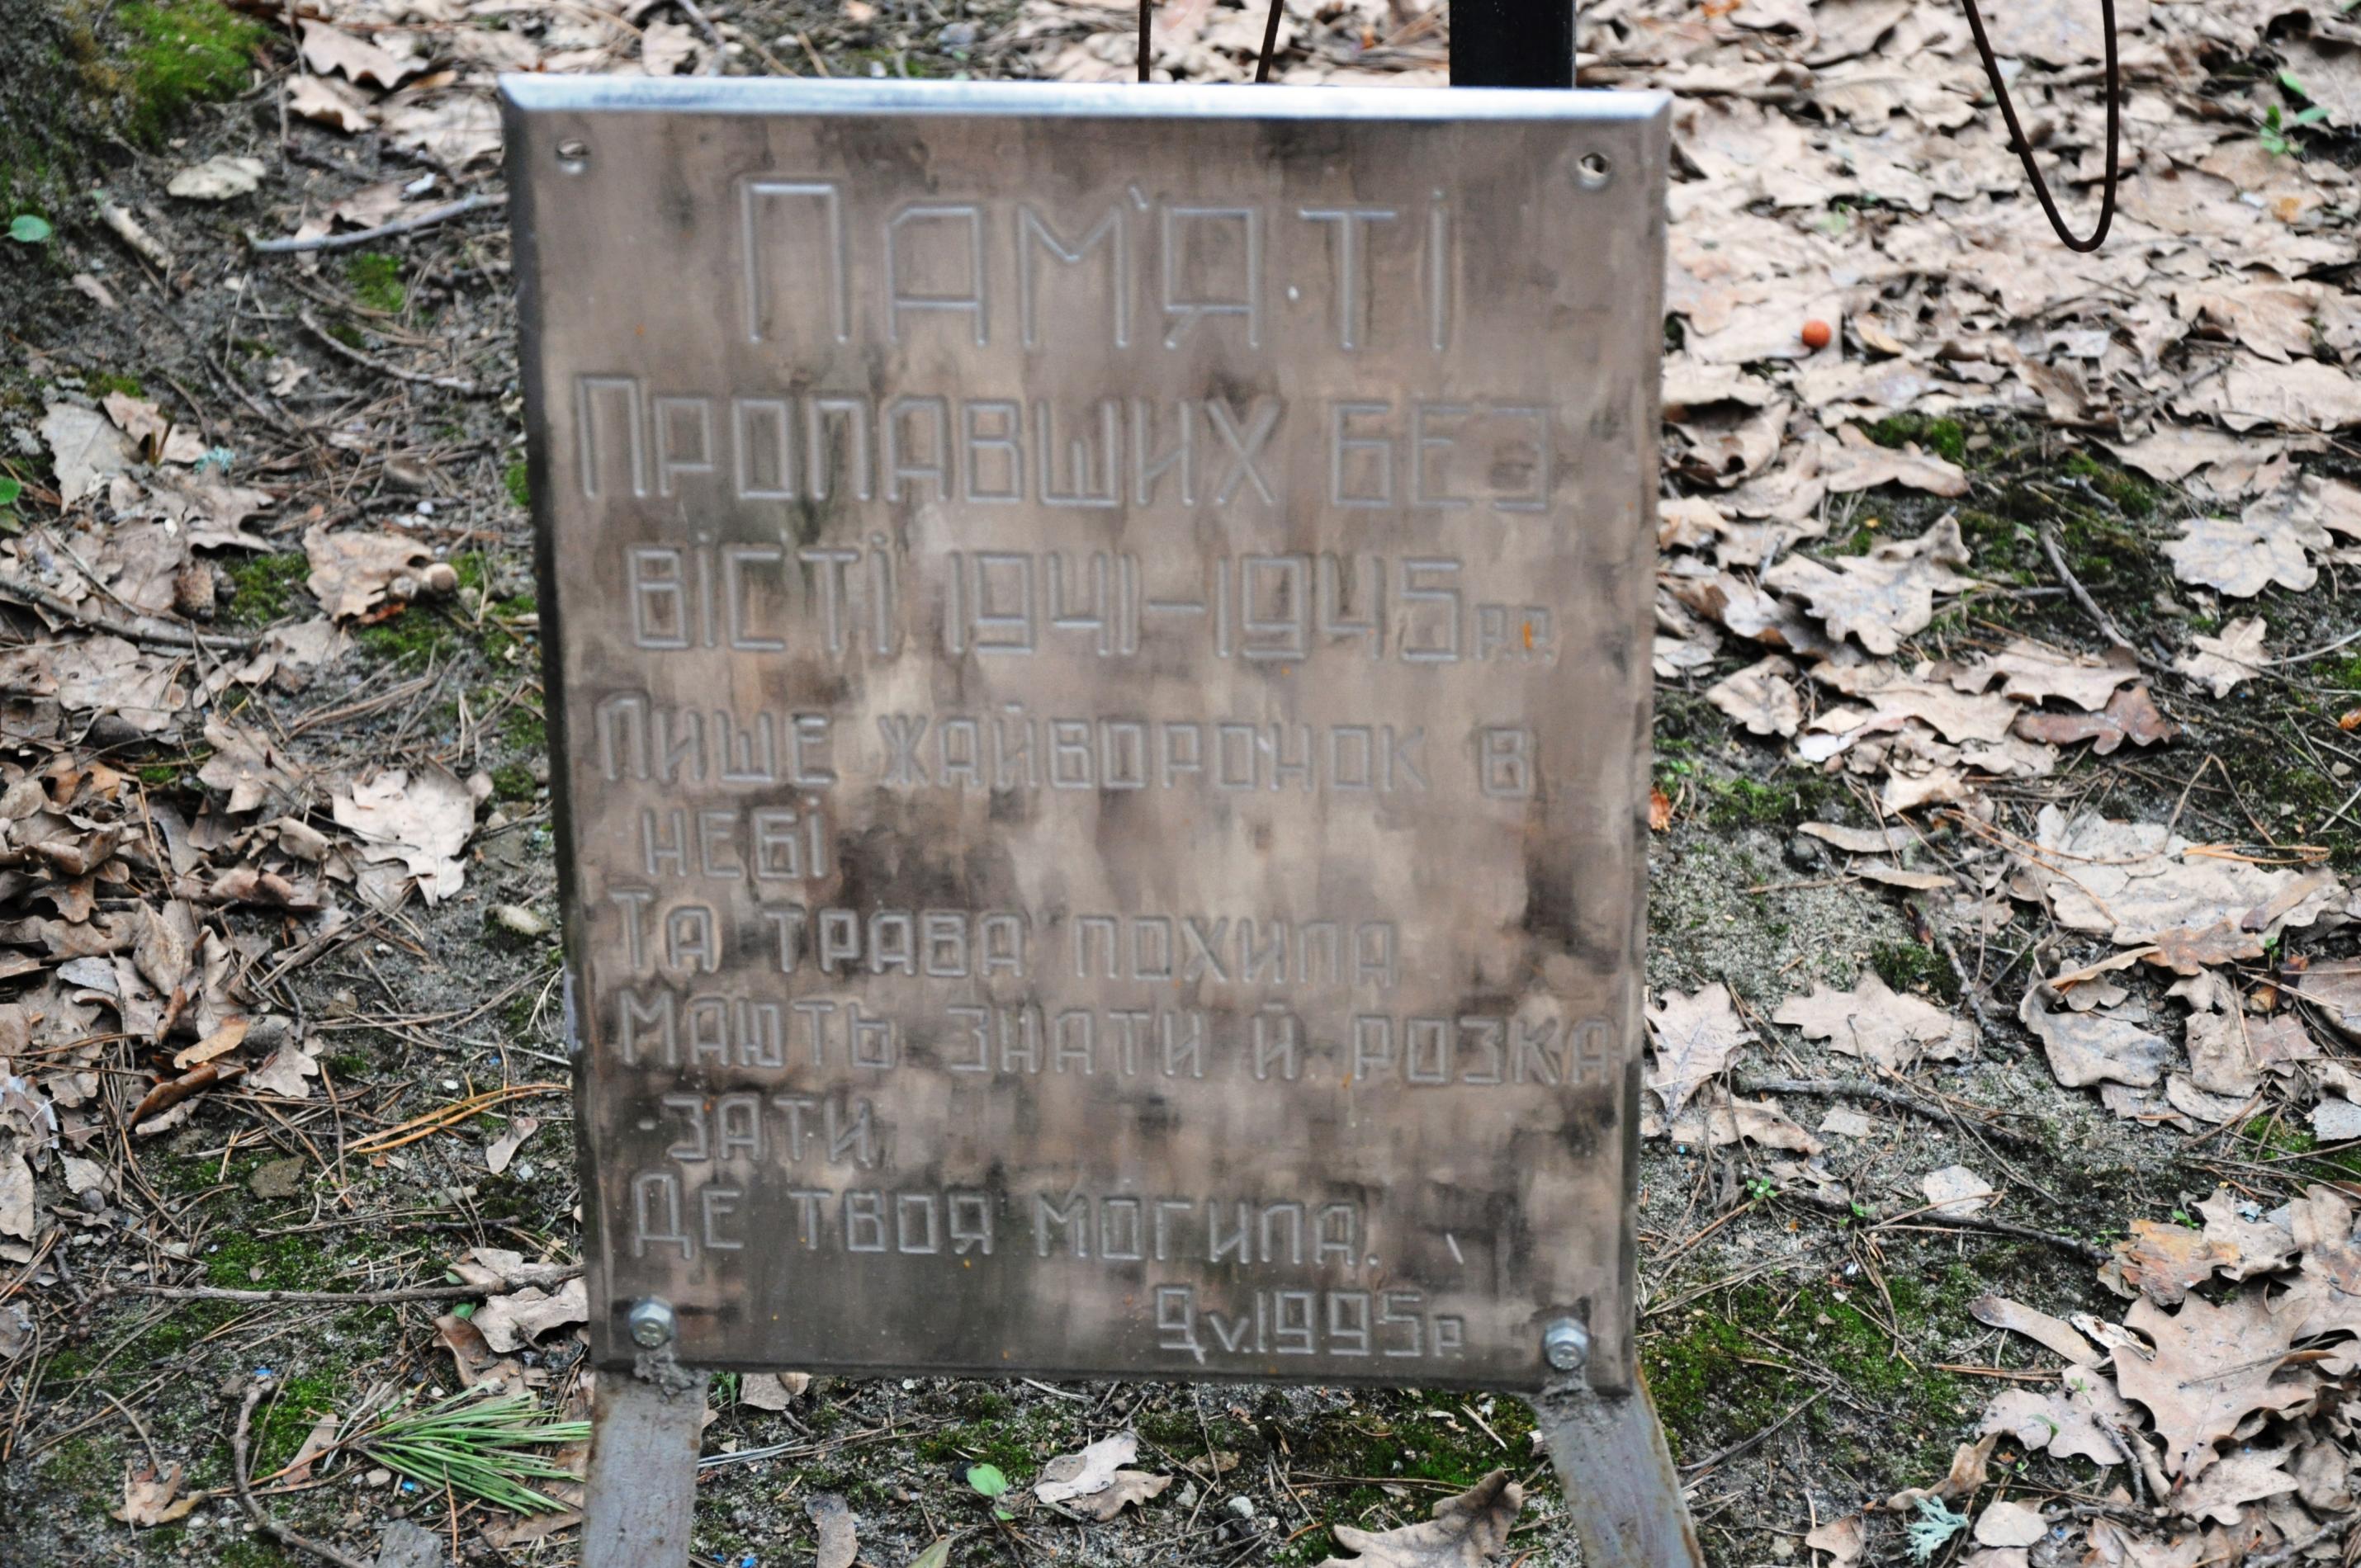 Пам'яті
Пропавших без
вісті 1941-1945р.р.
Лише жайворонок в
небі
Та трава похила
Мають знати й розка
зати
Де твоя могила.
9.v.1995р